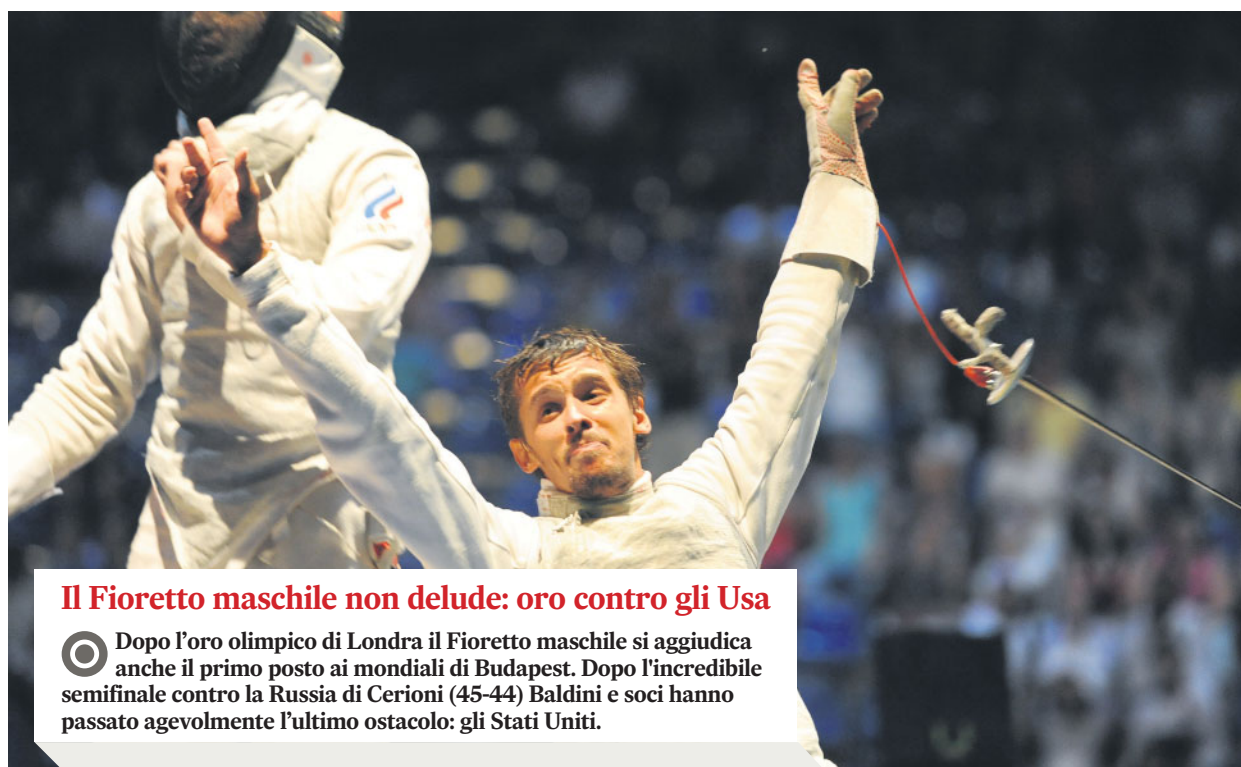 Il Fioretto maschile non delude: oro contro gli Usa
Dopo l’oro olimpico di Londra il Fioretto maschile si aggiudica
anche il primo posto ai mondiali di Budapest. Dopo l'incredibile
semifinale contro la Russia di Cerioni (45-44) Baldini e soci hanno
passato agevolmente l’ultimo ostacolo: gli Stati Uniti.